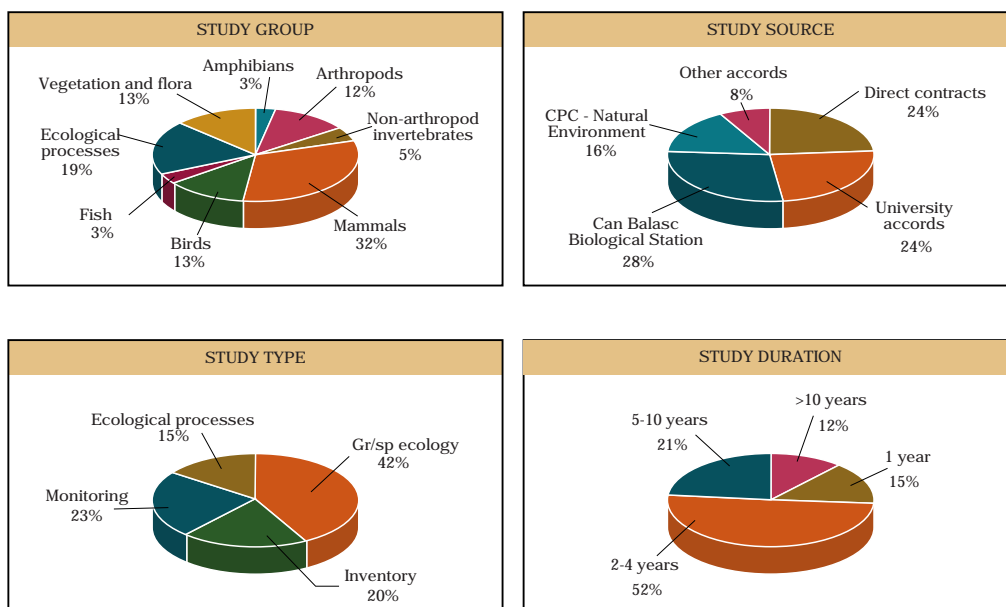 STUDY GROUP
Amphibians
3%
Arthropods
12%
Non-arthropod
invertebrates
5%
Mammals
32%
Birds
13%
Fish
3%
Ecological
processes
19%
Vegetation and flora
13%
STUDY SOURCE
Other accords
8%
Direct contracts
24%
University
accords
24%
Can Balasc
Biological Station
28%
CPC - Natural
Environment
16%
STUDY TYPE
Ecological processes
15%
Gr/sp ecology
42%
Inventory
20%
Monitoring
23%
STUDY DURATION
>10 years
12%
1 year
15%
2-4 years
52%
5-10 years
21%